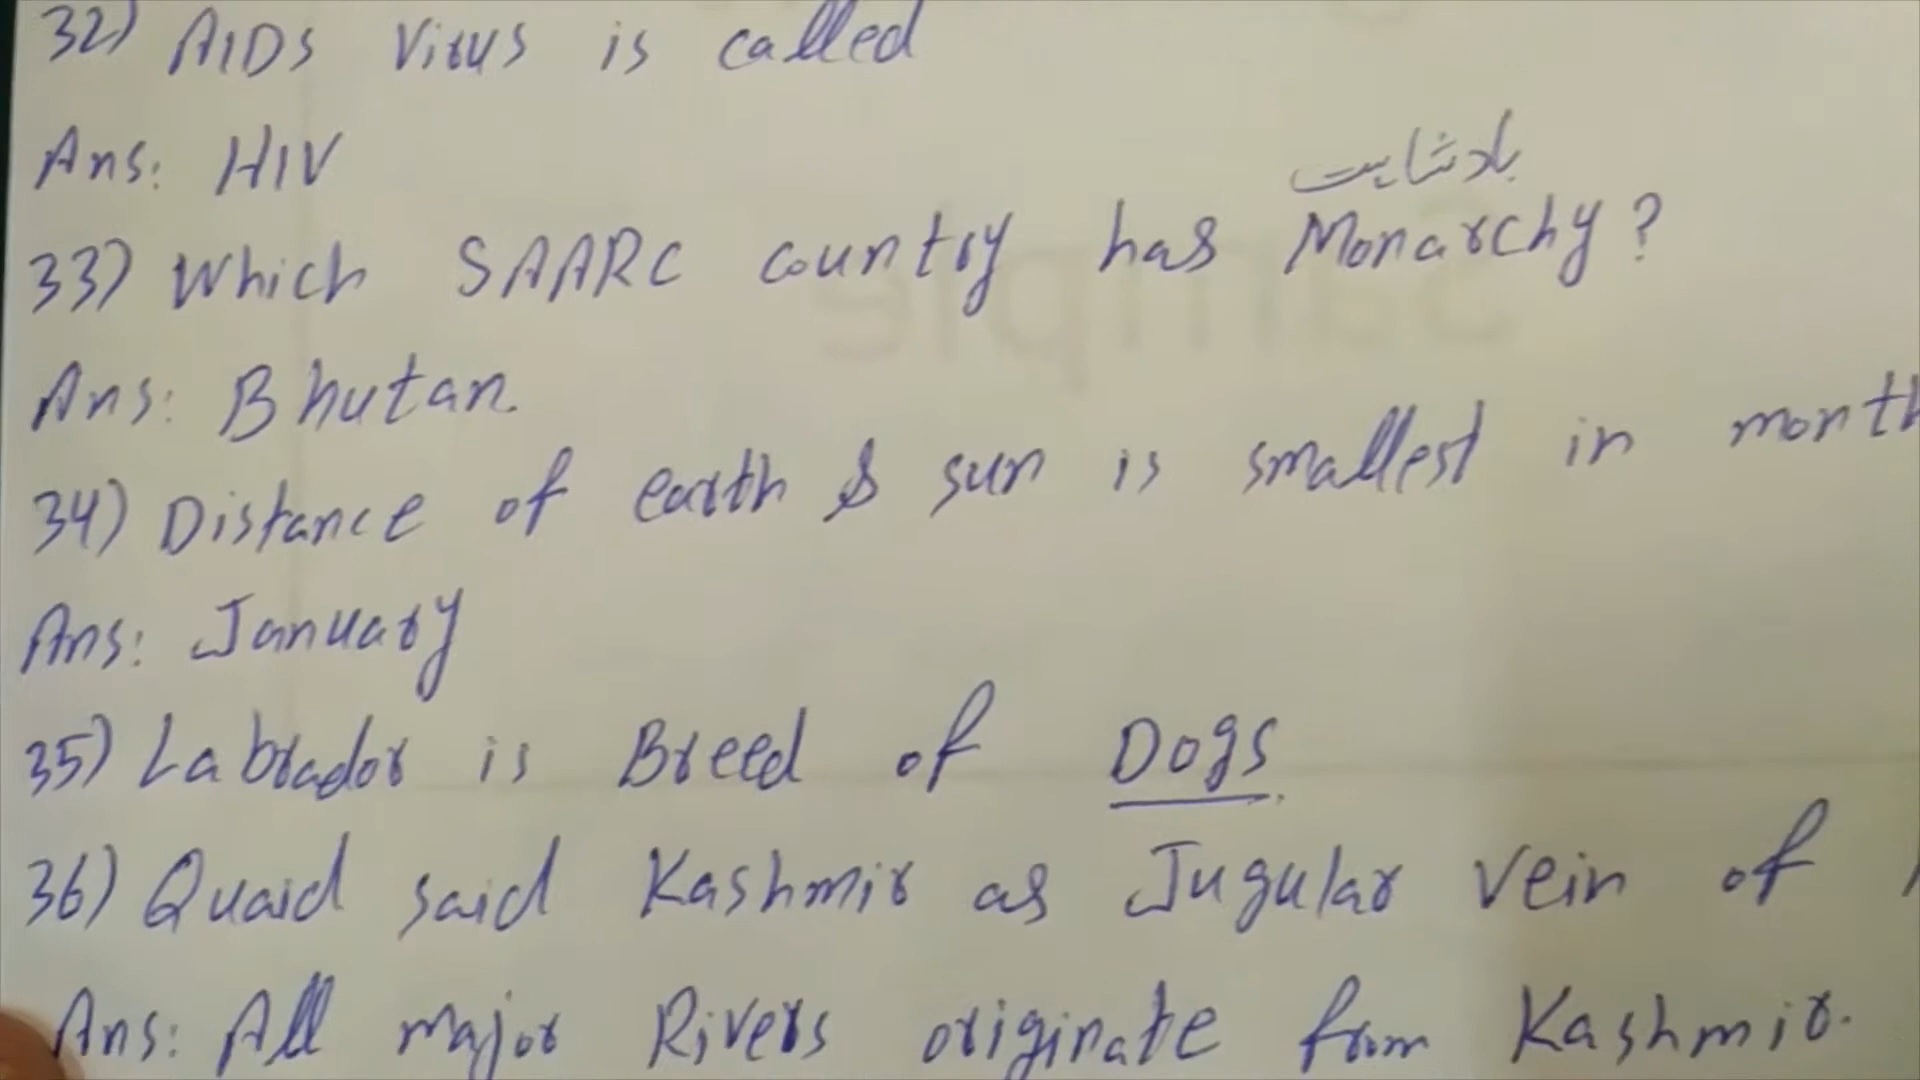 32) AIDS Virus is called
Ans: HIV
بادشاہت
33) Which SAARC country has Monarchy?
Ans: Bhutan.
34) Distance of earth & sun is smallest in month
Ans: January
35) Labrador is Breed of Dogs.
36) Quaid said Kashmir as Jugular vein of
Ans: All major Rivers originate from Kashmir.
Sample